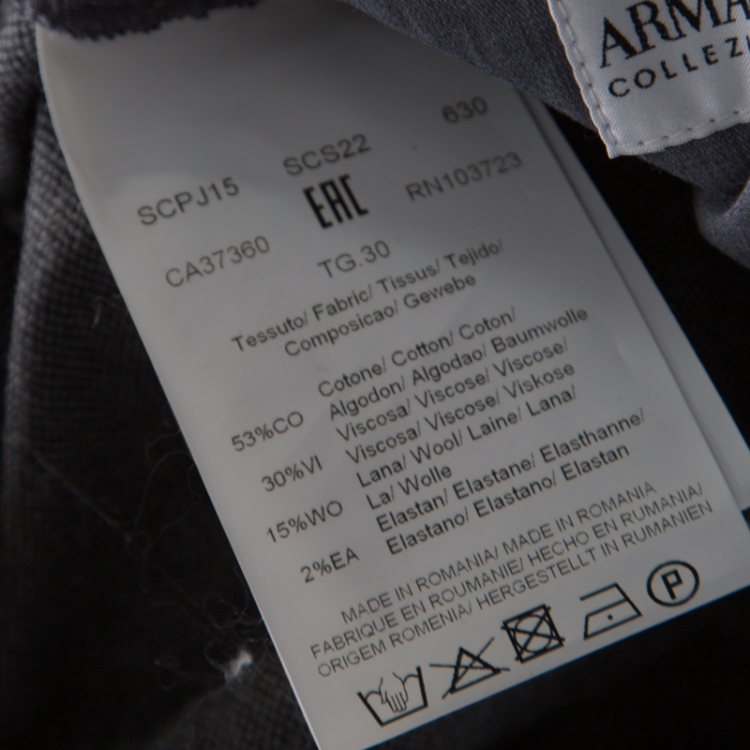 ARMA
COLLEZI
630
SCPJ15 SCS22
EAC RN103723
CA37360 TG.30
Tessuto/ Fabric/ Tissus/ Tejido/
Composicao/ Gewebe
53%CO Cotone/ Cotton/ Coton/
Algodon/ Algodao/ Baumwolle
30%VI Viscosa/ Viscose/ Viscose/
Viscosa/ Viscose/ Viskose
15%WO Lana/ Wool/ Laine/ Lana/
La/ Wolle
2%EA Elastan/ Elastane/ Elasthanne/
Elastano/ Elastano/ Elastan
MADE IN ROMANIA/ MADE IN ROMANIA
FABRIQUE EN ROUMANIE/ HECHO EN RUMANIA/
ORIGEM ROMENIA/ HERGESTELLT IN RUMANIEN
P